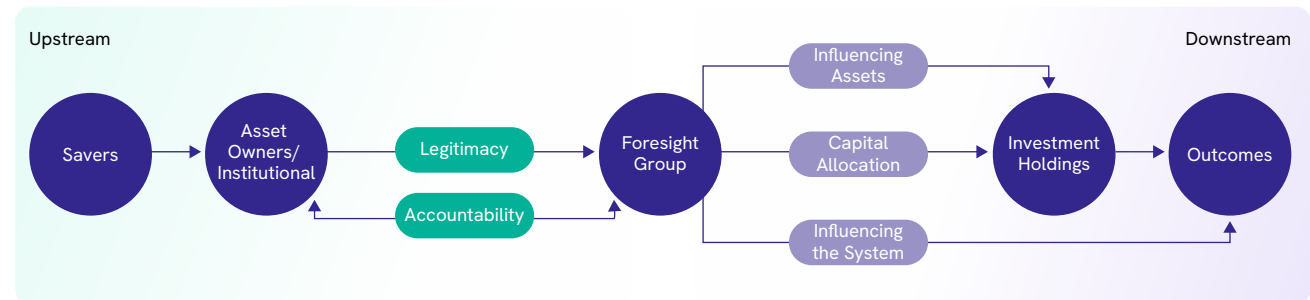 Upstream
Downstream
Savers
Asset
Owners/
Institutional
Legitimacy
Accountability
Foresight
Group
Influencing
Assets
Capital
Allocation
Influencing
the System
Investment
Holdings
Outcomes